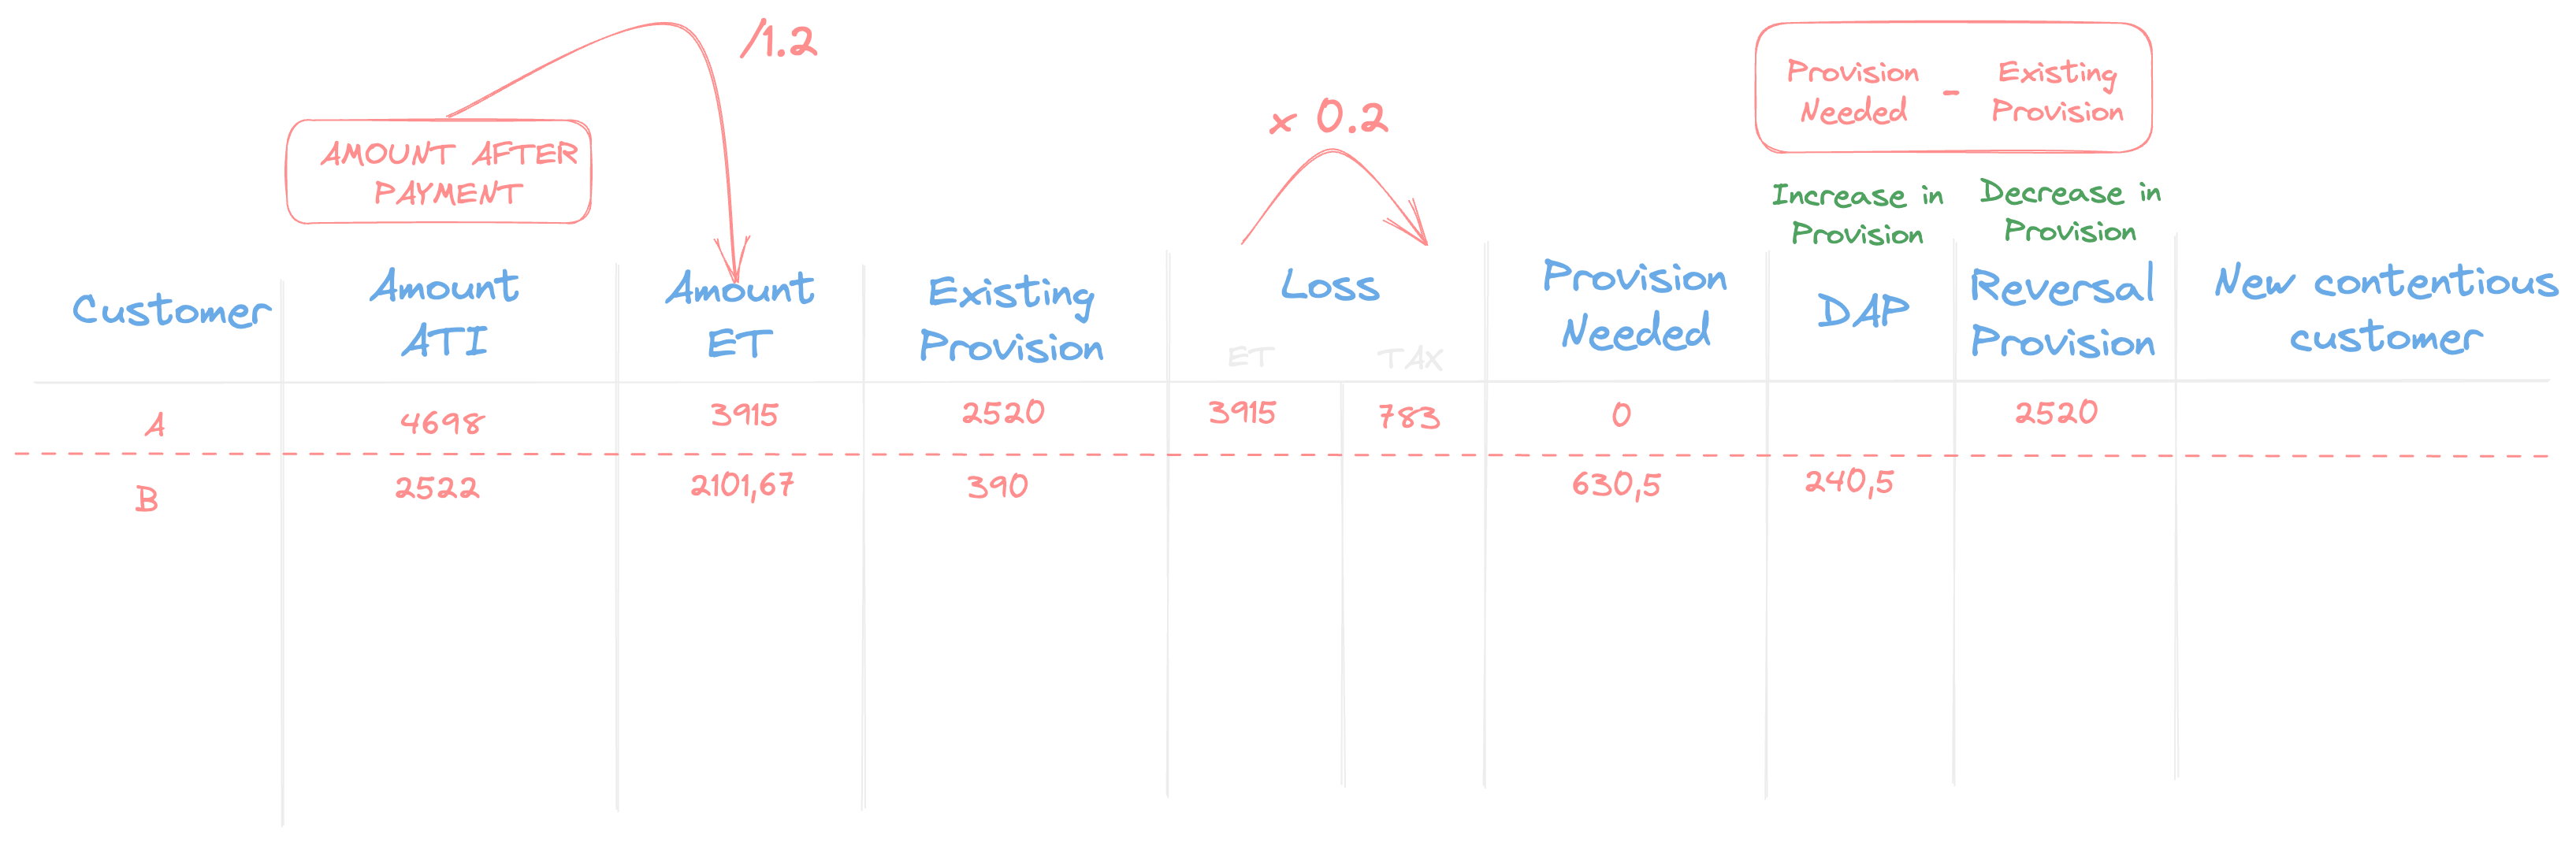 /1.2
AMOUNT AFTER
PAYMENT
x 0.2
Provision
Needed
-
Existing
Provision
Increase in
Provision
Decrease in
Provision
Customer
Amount
ATI
Amount
ET
Existing
Provision
Loss
ET TAX
Provision
Needed
DAP
Reversal
Provision
New contentious
customer
A 4698 3915 2520 3915 783 0 2520
B 2522 2101,67 390 630,5 240,5